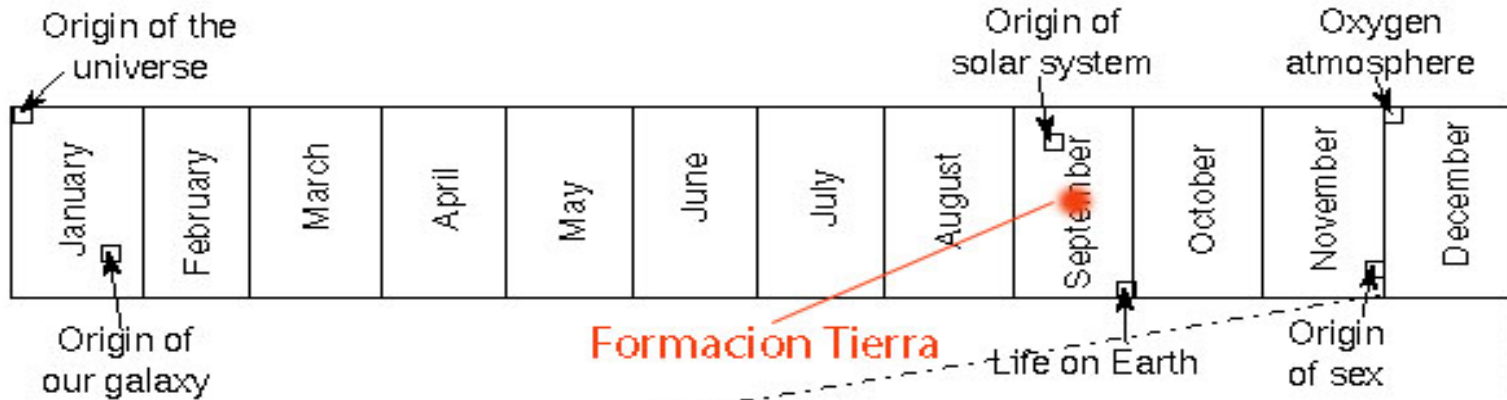 Origin of the
universe
Origin of
solar system
Oxygen
atmosphere
January
February
March
April
May
June
July
August
September
October
November
December
Origin of
our galaxy
Formacion Tierra
Life on Earth
Origin
of sex